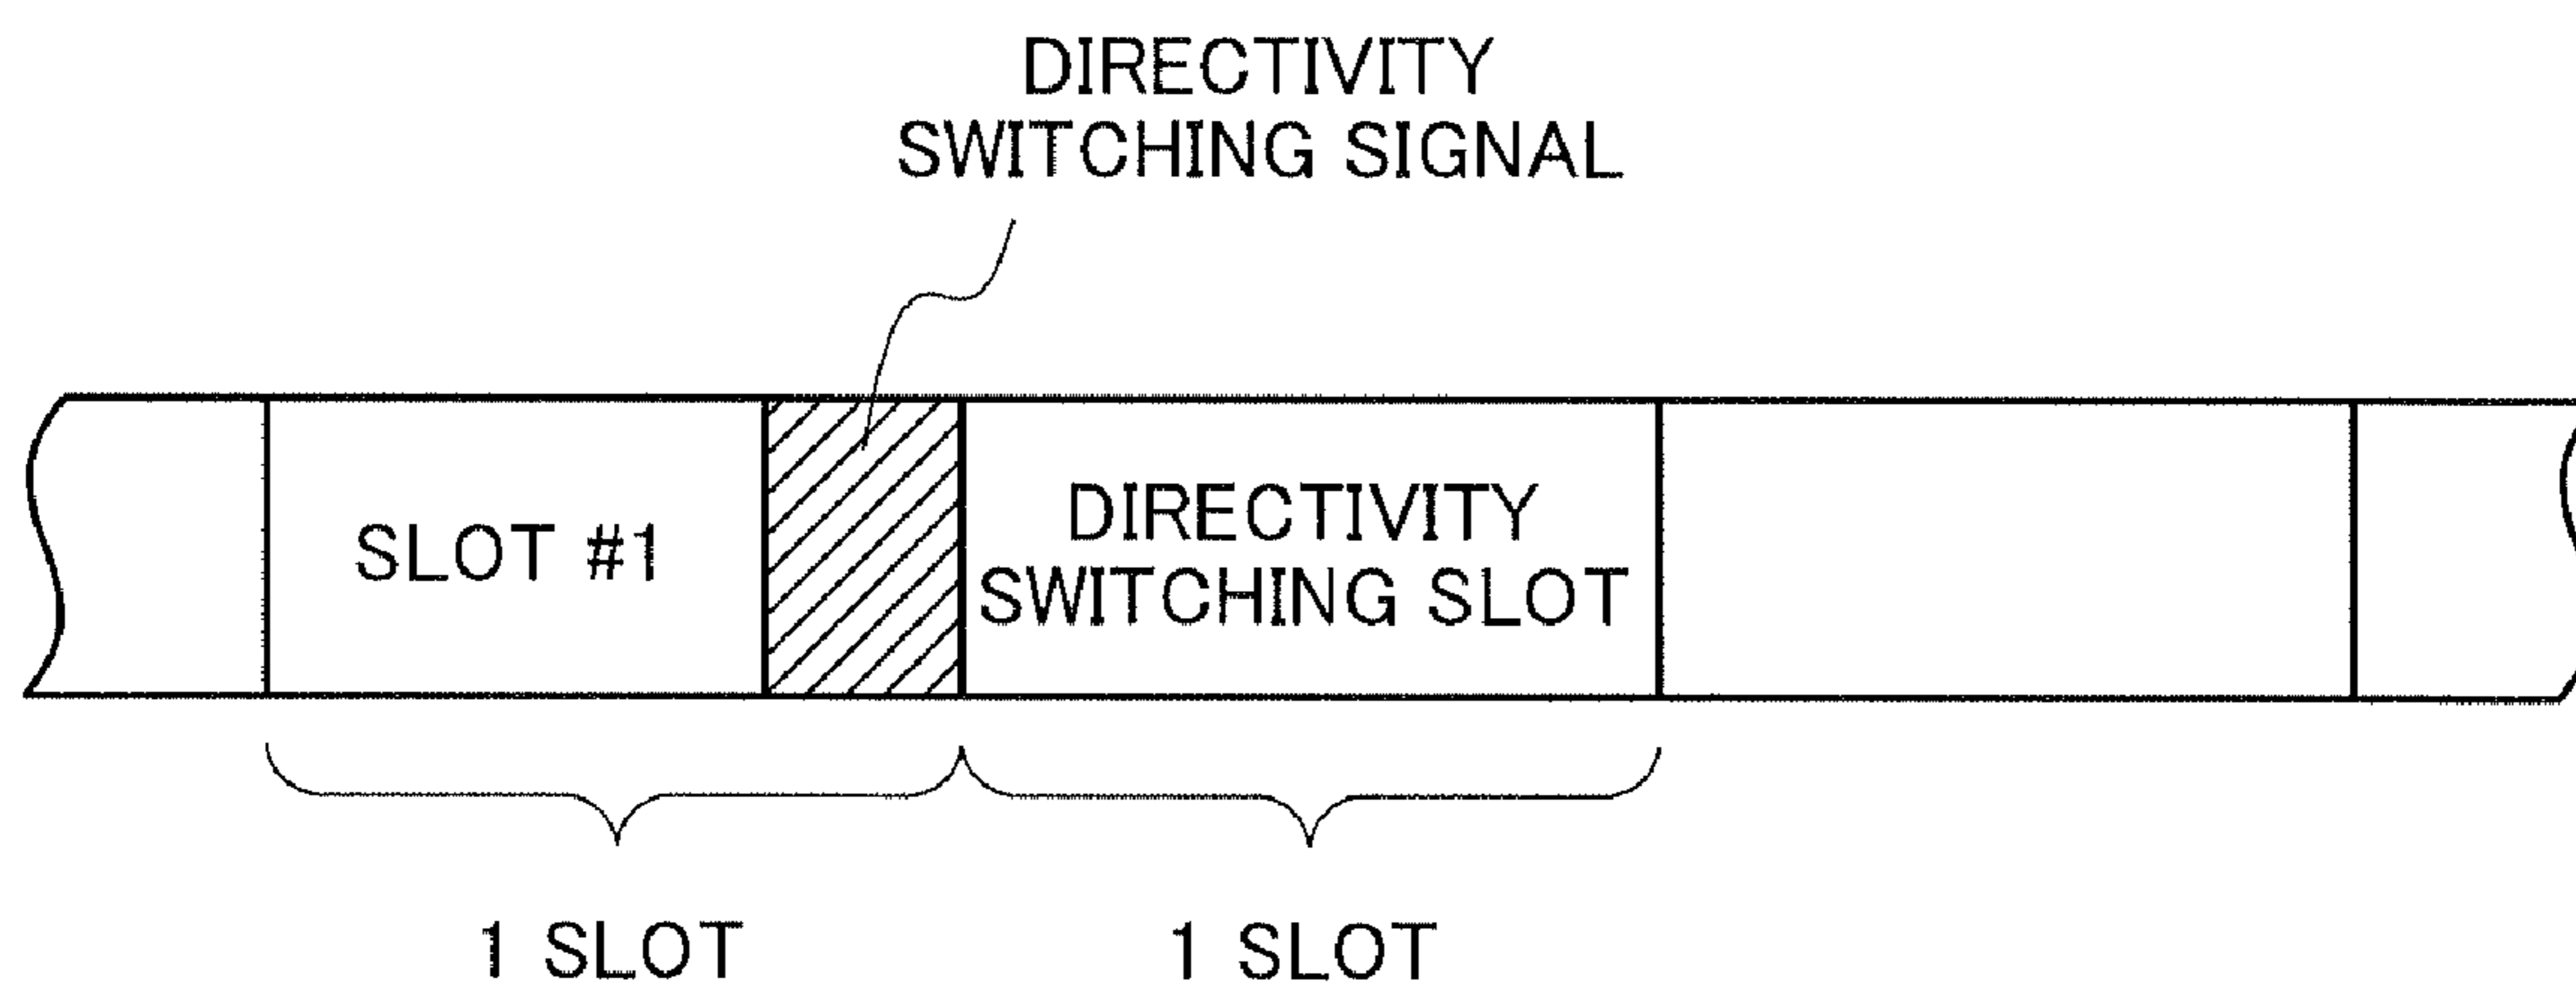 DIRECTIVITY
SWITCHING SIGNAL
SLOT #1
DIRECTIVITY
SWITCHING SLOT
1 SLOT
1 SLOT